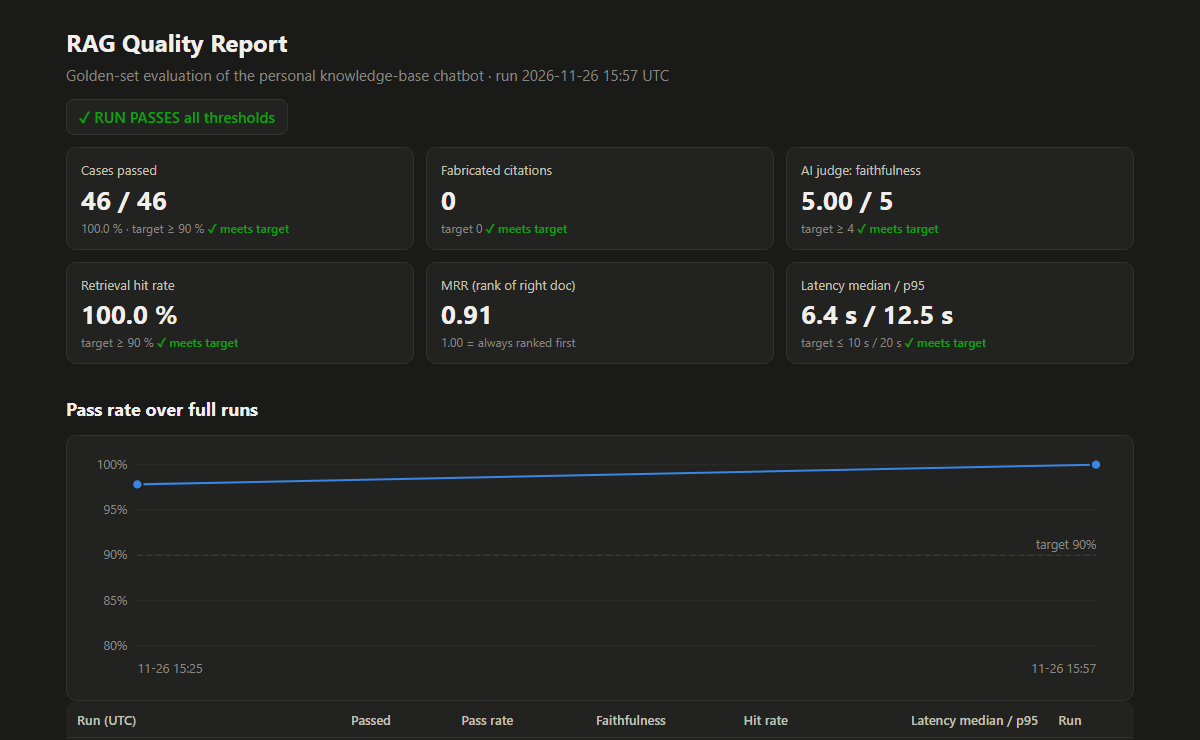 RAG Quality Report
Golden-set evaluation of the personal knowledge-base chatbot · run 2026-11-26 15:57 UTC
✓ RUN PASSES all thresholds
Cases passed
46 / 46
100.0 % · target ≥ 90 % ✓ meets target
Fabricated citations
0
target 0 ✓ meets target
AI judge: faithfulness
5.00 / 5
target ≥ 4 ✓ meets target
Retrieval hit rate
100.0 %
target ≥ 90 % ✓ meets target
MRR (rank of right doc)
0.91
1.00 = always ranked first
Latency median / p95
6.4 s / 12.5 s
target ≤ 10 s / 20 s ✓ meets target
Pass rate over full runs
100%
95%
90%
target 90%
85%
80%
11-26 15:25
11-26 15:57
Run (UTC) Passed Pass rate Faithfulness Hit rate Latency median / p95 Run